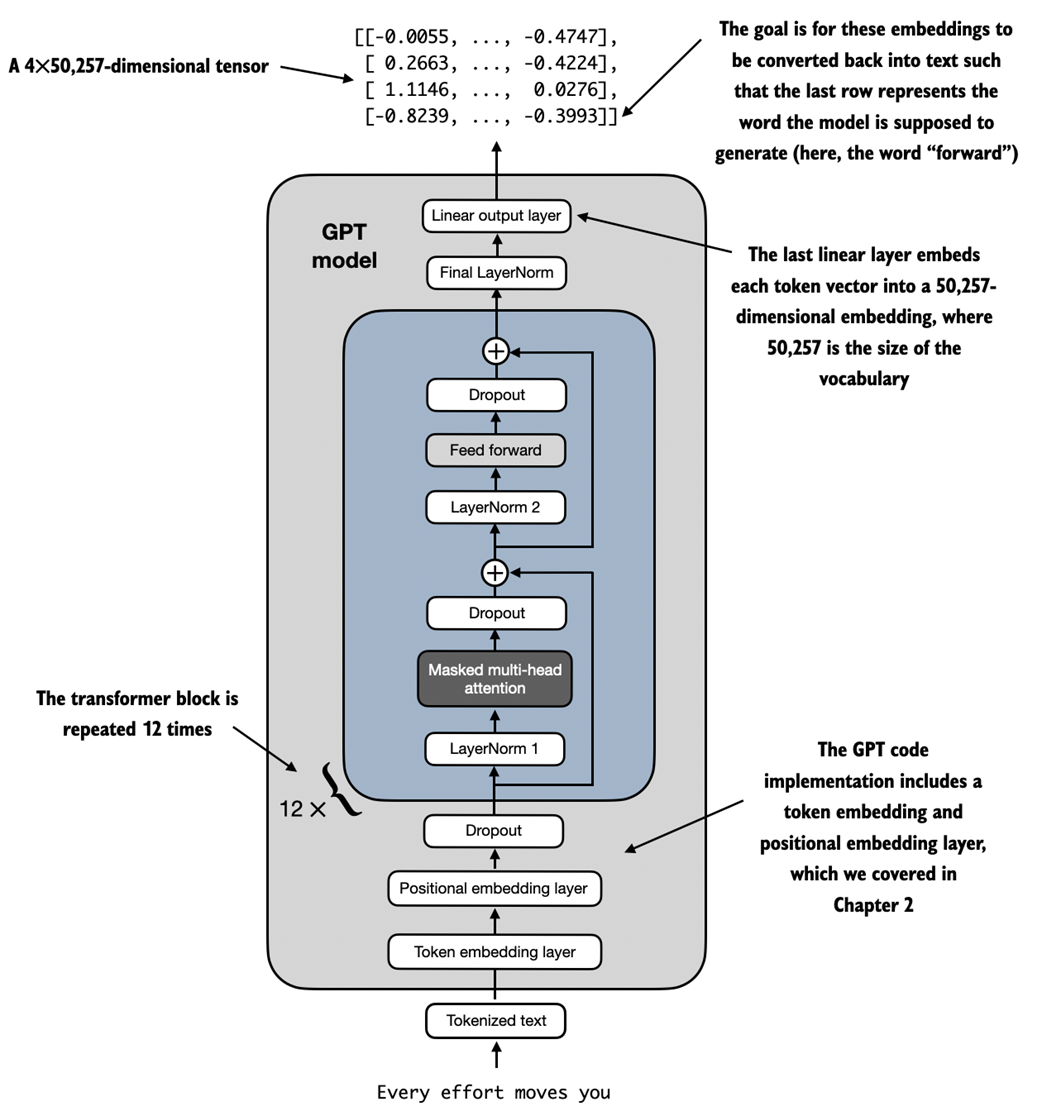 [[-0.0055, ..., -0.4747],
[ 0.2663, ..., -0.4224],
[ 1.1146, ..., 0.0276],
[-0.8239, ..., -0.3993]]
A 4×50,257-dimensional tensor
The goal is for these embeddings to
be converted back into text such
that the last row represents the
word the model is supposed to
generate (here, the word “forward”)
GPT
model
Linear output layer
Final LayerNorm
The last linear layer embeds
each token vector into a 50,257-
dimensional embedding, where
50,257 is the size of the
vocabulary
+
Dropout
Feed forward
LayerNorm 2
+
Dropout
Masked multi-head
attention
LayerNorm 1
The transformer block is
repeated 12 times
12 × {
Dropout
Positional embedding layer
Token embedding layer
The GPT code
implementation includes a
token embedding and
positional embedding layer,
which we covered in
Chapter 2
Tokenized text
Every effort moves you